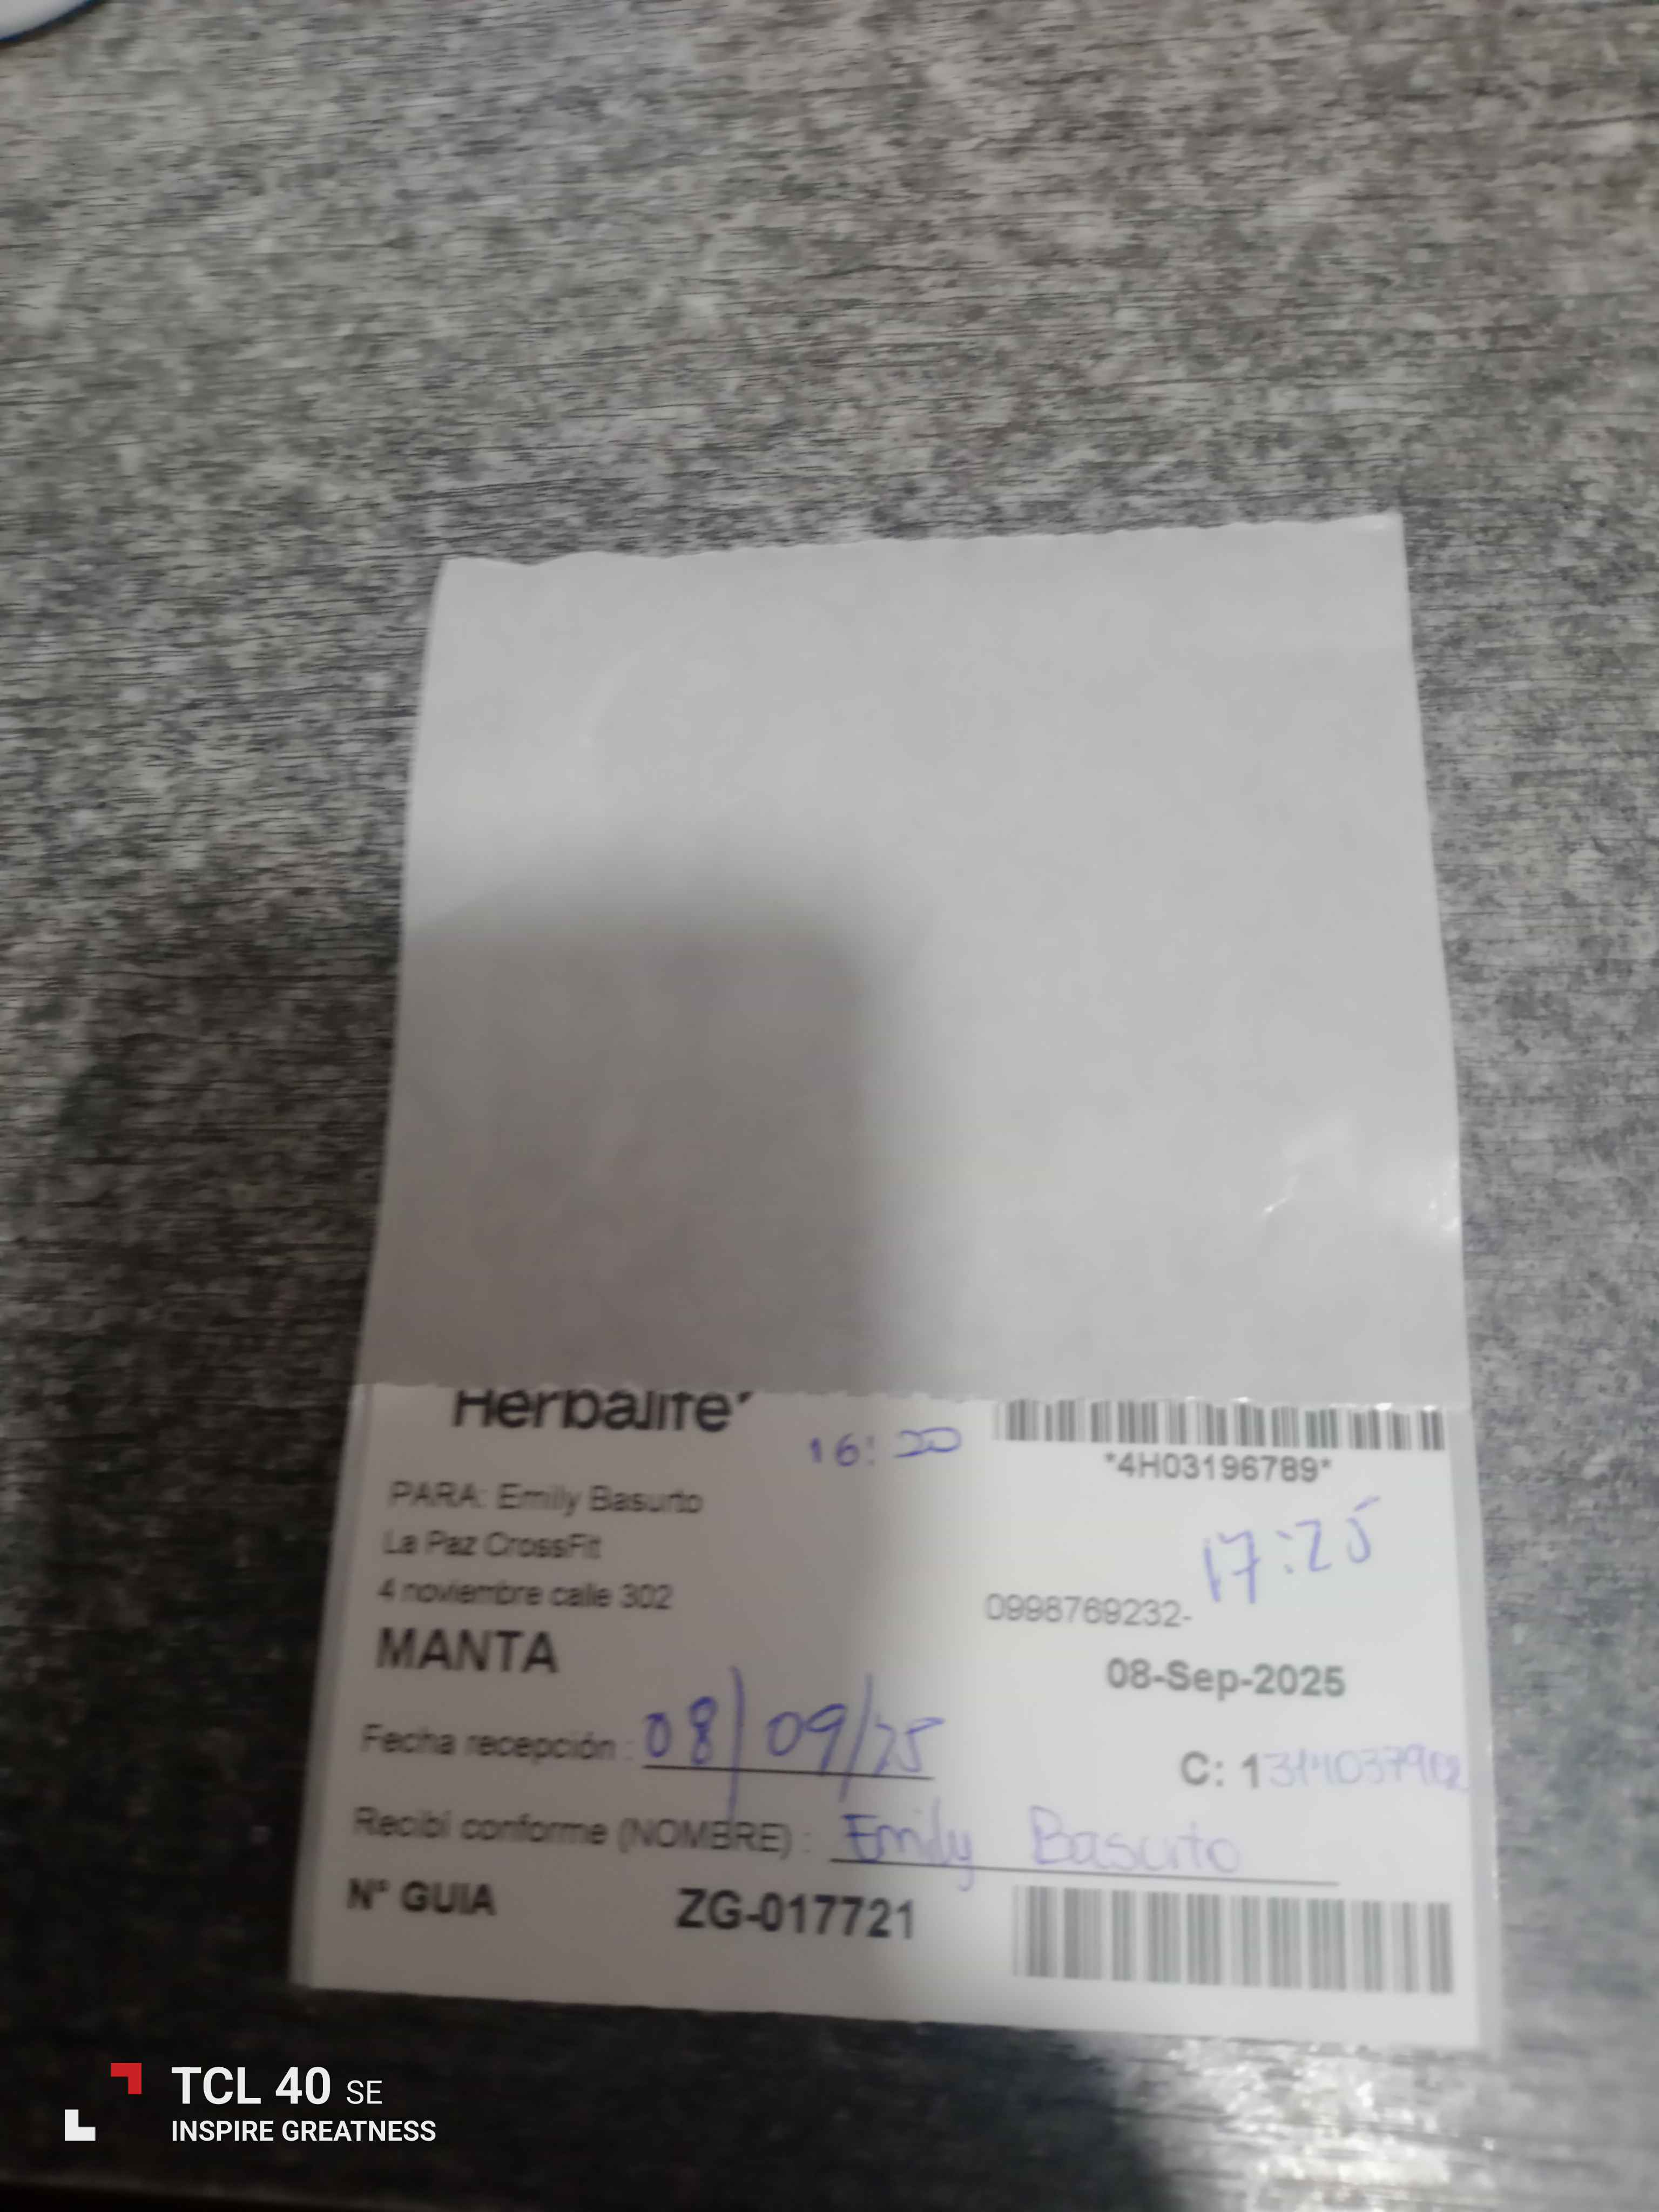 Herbalife
16:20
*4H03196789*
PARA: Emily Basurto
La Paz CrossFit
17:25
4 noviembre calle 302
0998769232-
MANTA
08-Sep-2025
Fecha recepción : 08/09/25
C: 1
Recibí conforme (NOMBRE) : Emily Basurto
N° GUIA ZG-017721
TCL 40 SE
INSPIRE GREATNESS